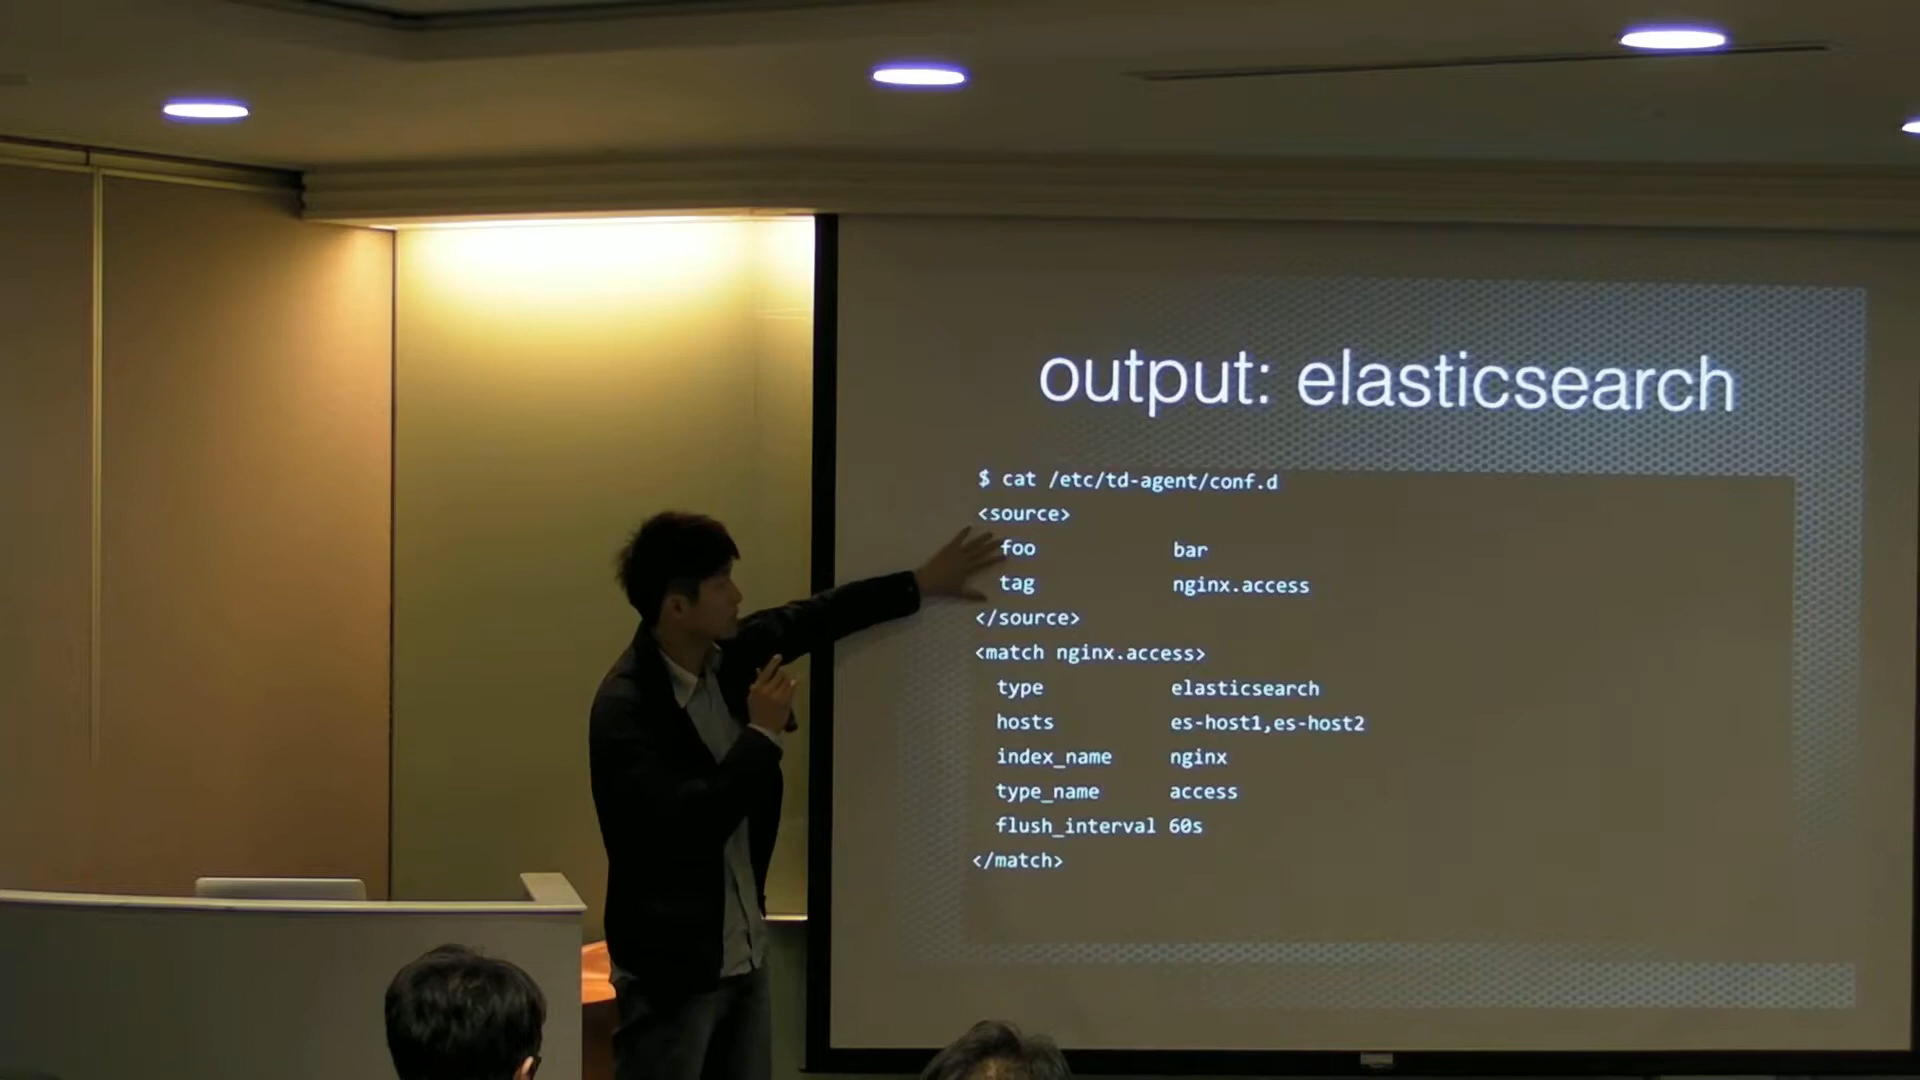 output: elasticsearch
$ cat /etc/td-agent/conf.d
<source>
foo bar
tag nginx.access
</source>
<match nginx.access>
type elasticsearch
hosts es-host1,es-host2
index_name nginx
type_name access
flush_interval 60s
</match>